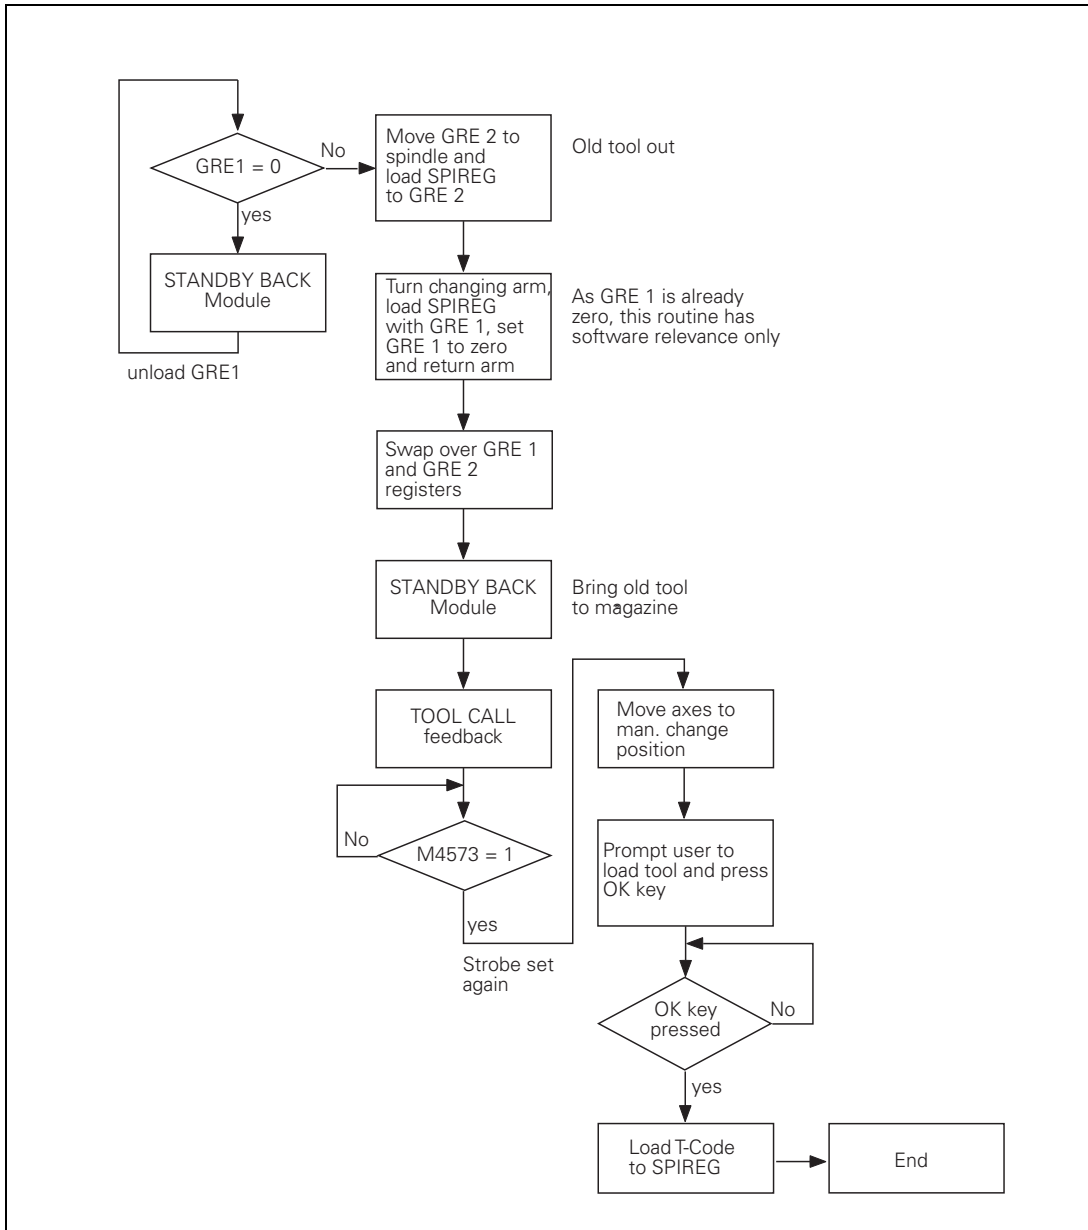 GRE1 = 0
No
yes
STANDBY BACK
Module
unload GRE1
Move GRE 2 to
spindle and
load SPIREG
to GRE 2
Old tool out
Turn changing arm,
load SPIREG
with GRE 1, set
GRE 1 to zero
and return arm
As GRE 1 is already
zero, this routine has
software relevance only
Swap over GRE 1
and GRE 2
registers
STANDBY BACK
Module
Bring old tool
to magazine
TOOL CALL
feedback
No
M4573 = 1
yes
Strobe set
again
Move axes to
man. change
position
Prompt user to
load tool and press
OK key
OK key
pressed
No
yes
Load T-Code
to SPIREG
End